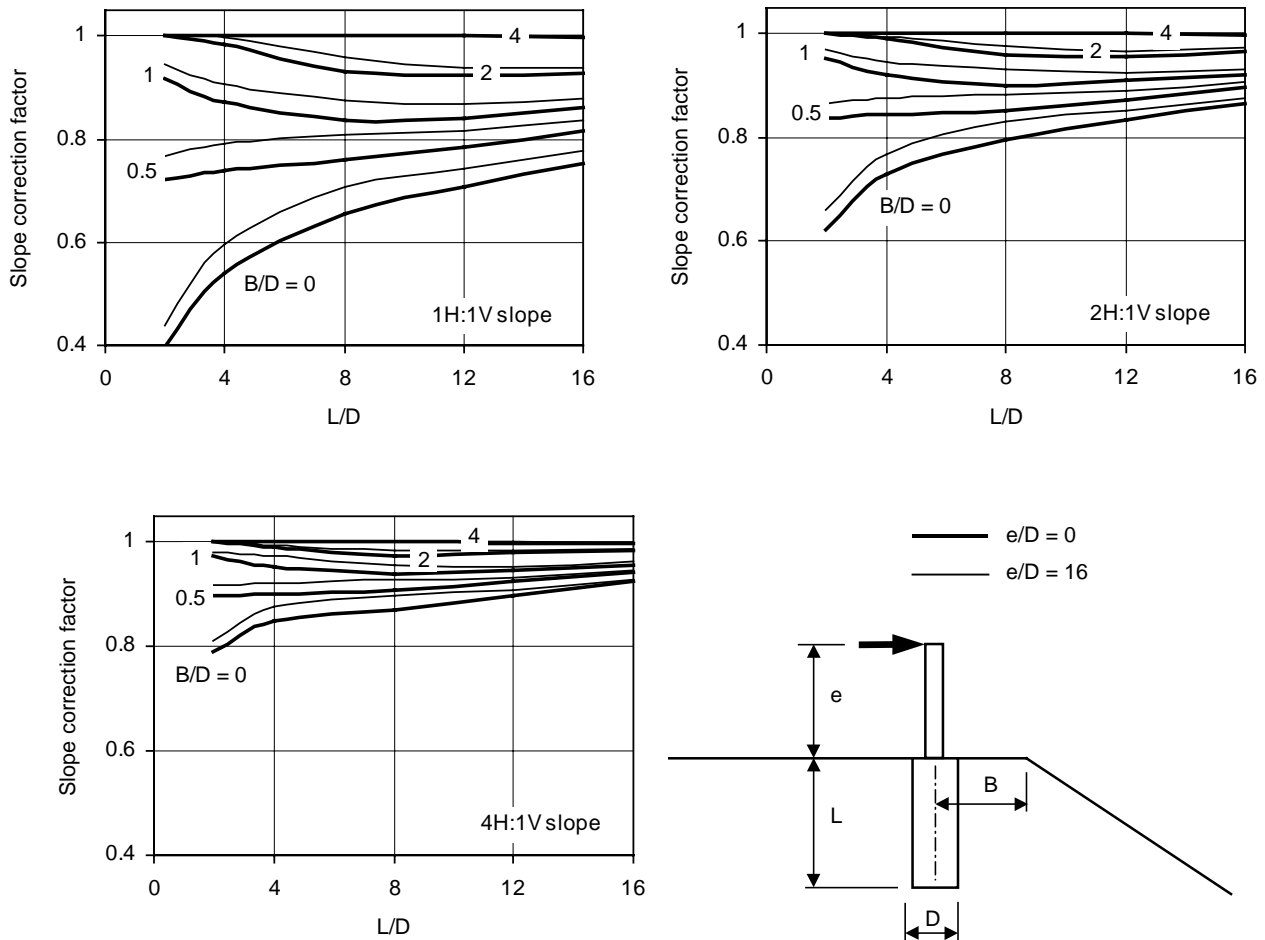 Slope correction factor
1
0.8
0.6
0.4
4
2
1
0.5
B/D = 0
1H:1V slope
0
4
8
12
16
L/D
Slope correction factor
1
0.8
0.6
0.4
4
2
1
0.5
B/D = 0
2H:1V slope
0
4
8
12
16
L/D
Slope correction factor
1
0.8
0.6
0.4
4
2
1
0.5
B/D = 0
4H:1V slope
0
4
8
12
16
L/D
e/D = 0
e/D = 16
e
B
L
D